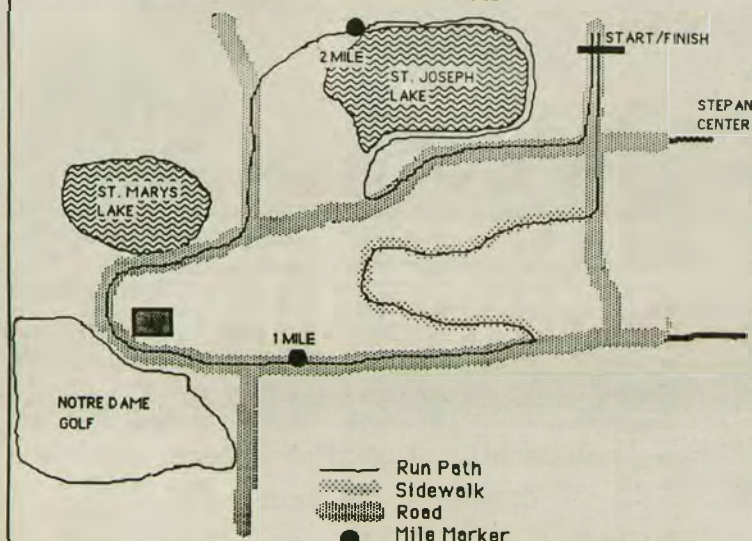 START/FINISH
2 MILE
ST. JOSEPH
LAKE
STEPAN
CENTER
ST. MARYS
LAKE
1 MILE
NOTRE DAME
GOLF
Run Path
Sidewalk
Road
Mile Marker